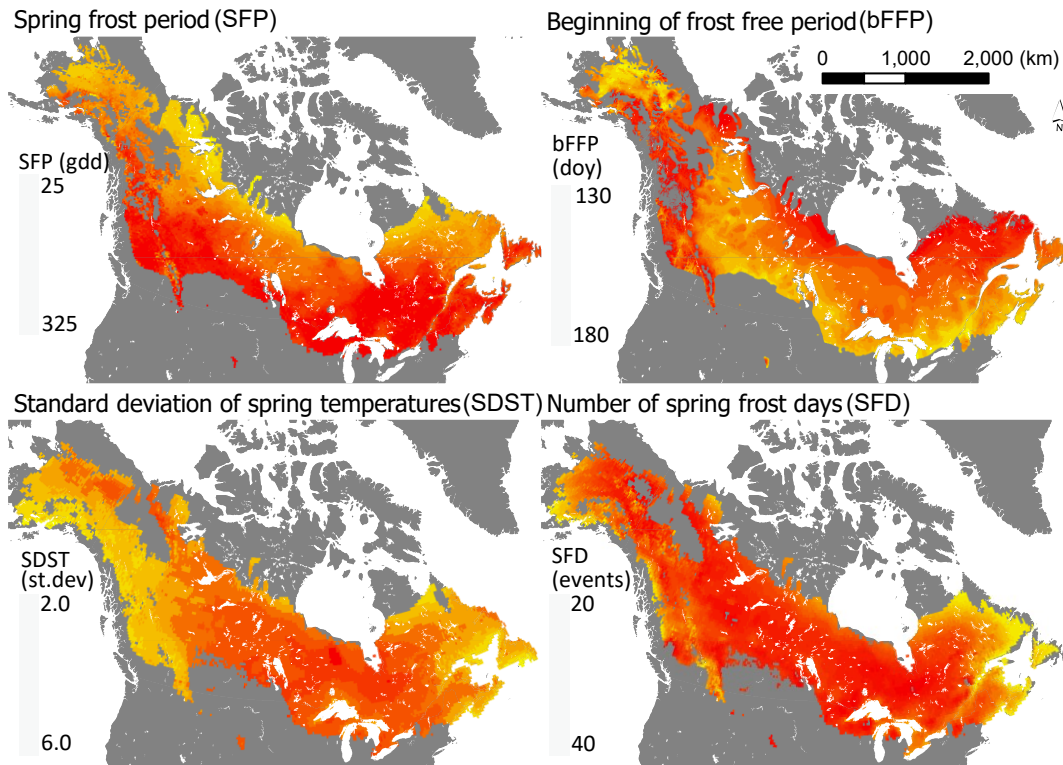 Spring frost period (SFP)
SFP (gdd)
25
325
Beginning of frost free period (bFFP)
0 1,000 2,000 (km)
N
bFFP
(doy)
130
180
Standard deviation of spring temperatures (SDST)
SDST
(st.dev)
2.0
6.0
Number of spring frost days (SFD)
SFD
(events)
20
40